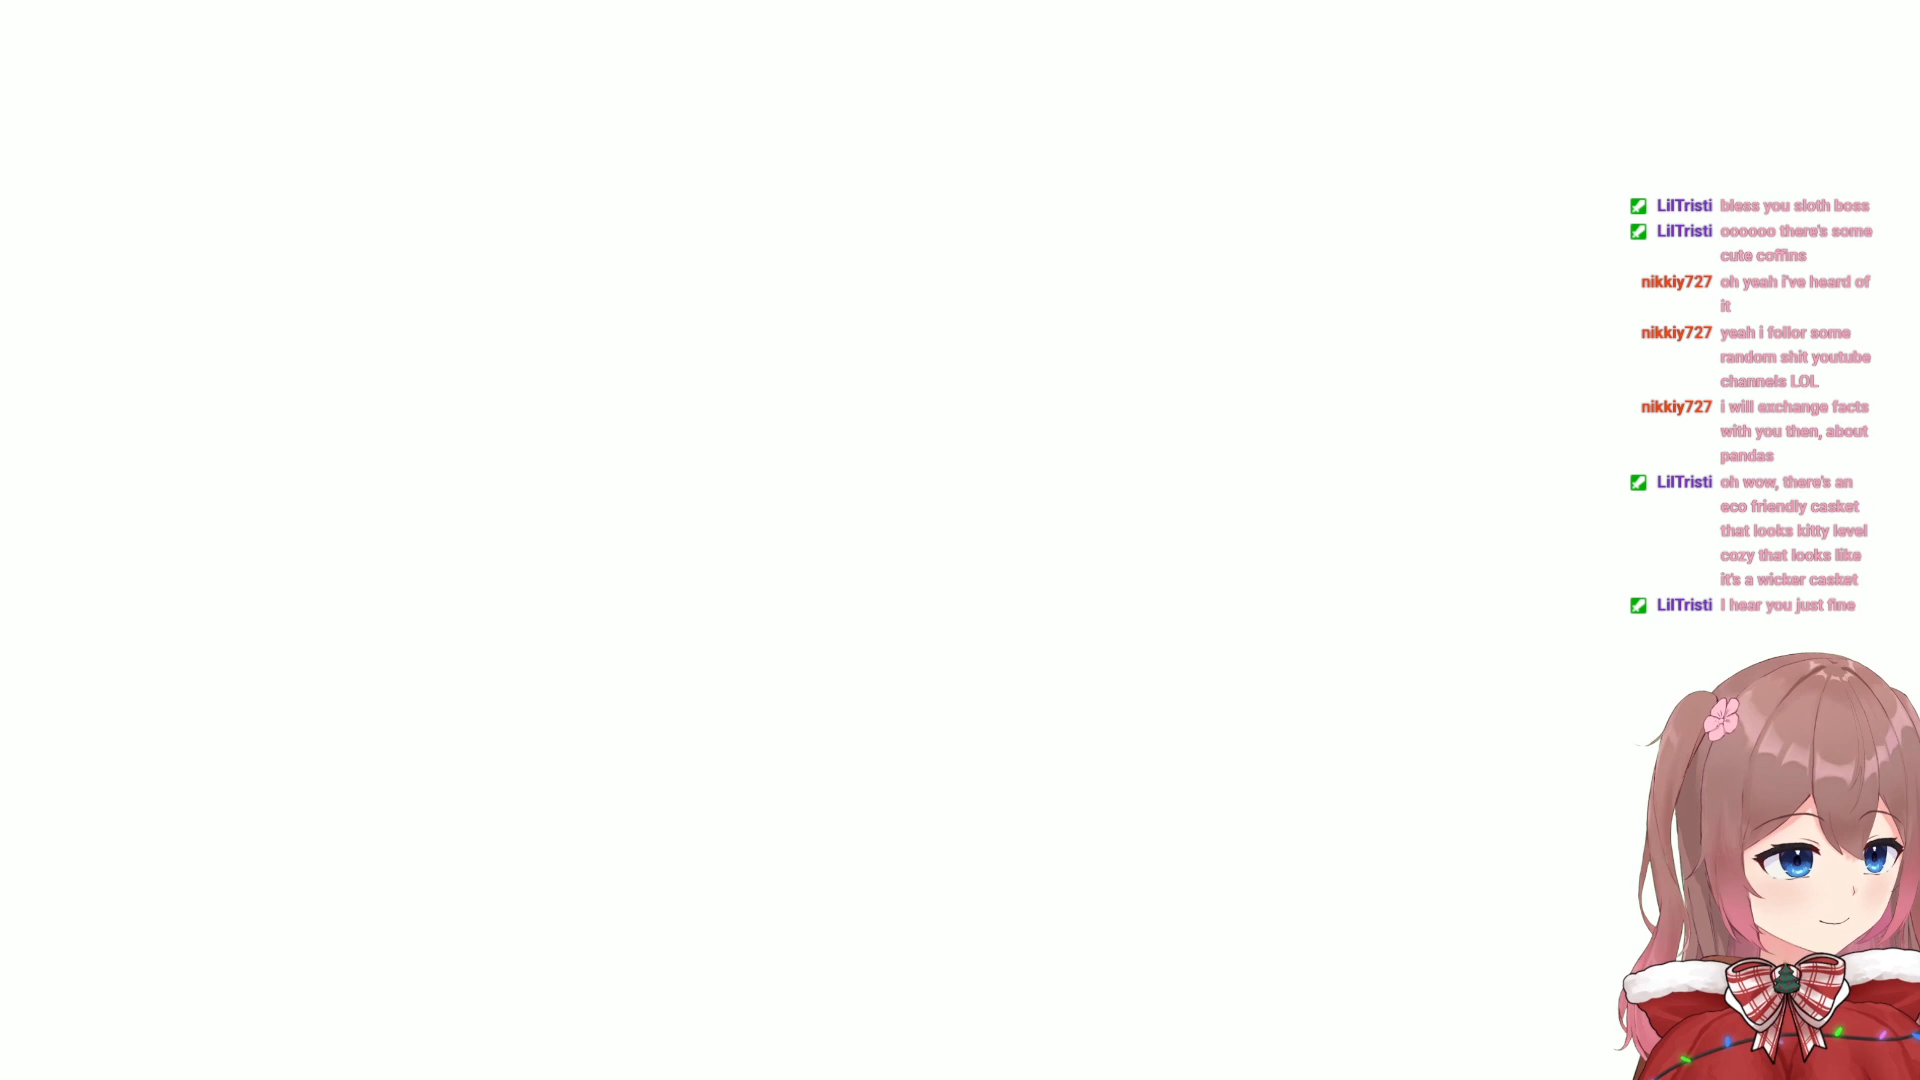 LilTristi bless you sloth boss
LilTristi oooooo there's some
cute coffins
nikkiy727 oh yeah i've heard of
it
nikkiy727 yeah i follor some
random shit youtube
channels LOL
nikkiy727 i will exchange facts
with you then, about
pandas
LilTristi oh wow, there's an
eco friendly casket
that looks kitty level
cozy that looks like
it's a wicker casket
LilTristi I hear you just fine